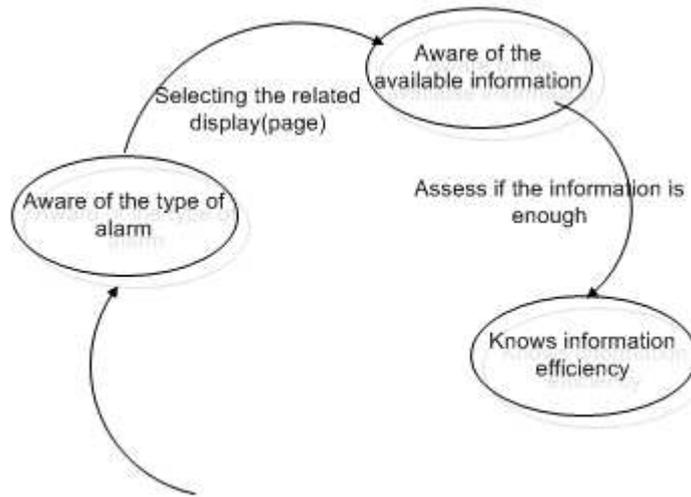 Aware of the
available information
Selecting the related
display(page)
Aware of the type of
alarm
Assess if the information is
enough
Knows information
efficiency